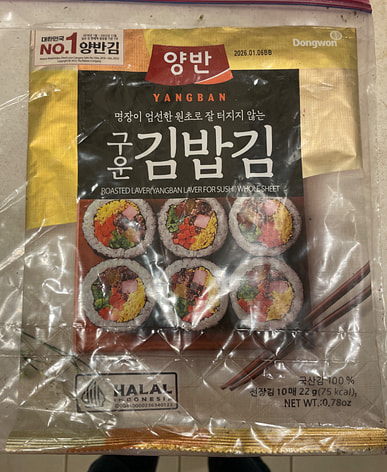 대한민국
NO.1 양반김
2026.01.06BB
Dongwon
양반
YANGBAN
명장이 엄선한 원초로 잘 터지지 않는
구운 김밥김
ROASTED LAVER/YANGBAN LAVER FOR SUSHI WHOLE SHEET
HALAL
INDONESIA
국산김 100 %
전장김 10매 22 g(75 kcal),
NET WT.:0.78oz